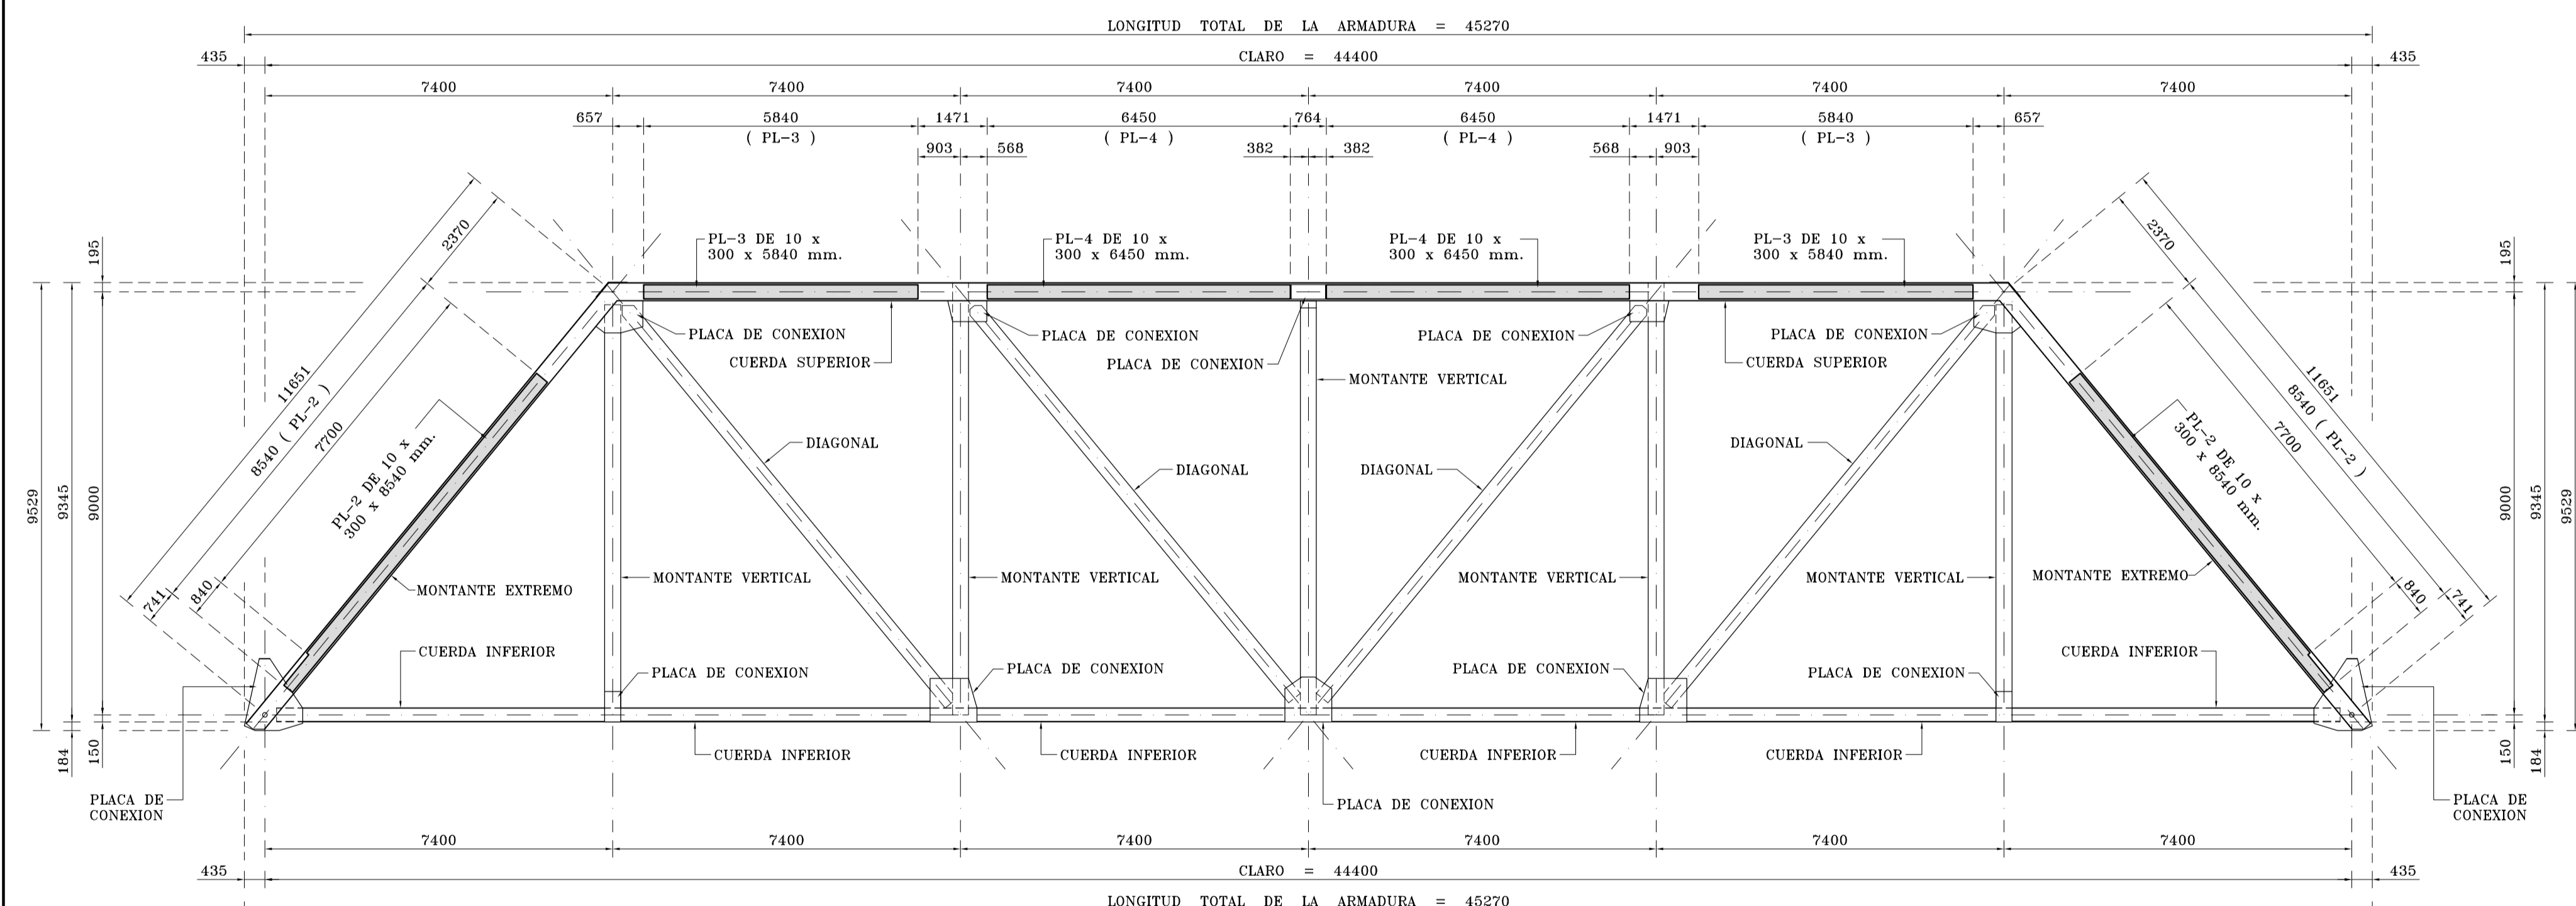 LONGITUD TOTAL DE LA ARMADURA = 45270
435 CLARO = 44400 435
7400 7400 7400 7400 7400 7400
657 5840 1471 6450 764 6450 1471 5840 657
( PL-3 ) ( PL-4 ) ( PL-4 ) ( PL-3 )
903 568 382 382 568 903
195
2370
PL-3 DE 10 x
300 x 5840 mm.
PL-4 DE 10 x
300 x 6450 mm.
PL-4 DE 10 x
300 x 6450 mm.
PL-3 DE 10 x
300 x 5840 mm.
2370
195
PLACA DE CONEXION
PLACA DE CONEXION
PLACA DE CONEXION
PLACA DE CONEXION
CUERDA SUPERIOR
PLACA DE CONEXION
CUERDA SUPERIOR
MONTANTE VERTICAL
11651
8540 ( PL-2 )
7700
PL-2 DE 10 x
300 x 8540 mm.
DIAGONAL
DIAGONAL
DIAGONAL
DIAGONAL
11651
8540 ( PL-2 )
7700
PL-2 DE 10 x
300 x 8540 mm.
9529
9345
9000
9000
9345
9529
MONTANTE EXTREMO
MONTANTE VERTICAL
MONTANTE VERTICAL
MONTANTE VERTICAL
MONTANTE VERTICAL
MONTANTE EXTREMO
741
840
840
741
CUERDA INFERIOR
PLACA DE CONEXION
PLACA DE CONEXION
PLACA DE CONEXION
PLACA DE CONEXION
CUERDA INFERIOR
184
150
CUERDA INFERIOR
CUERDA INFERIOR
CUERDA INFERIOR
CUERDA INFERIOR
150
184
PLACA DE
CONEXION
PLACA DE CONEXION
PLACA DE
CONEXION
7400 7400 7400 7400 7400 7400
435 CLARO = 44400 435
LONGITUD TOTAL DE LA ARMADURA = 45270